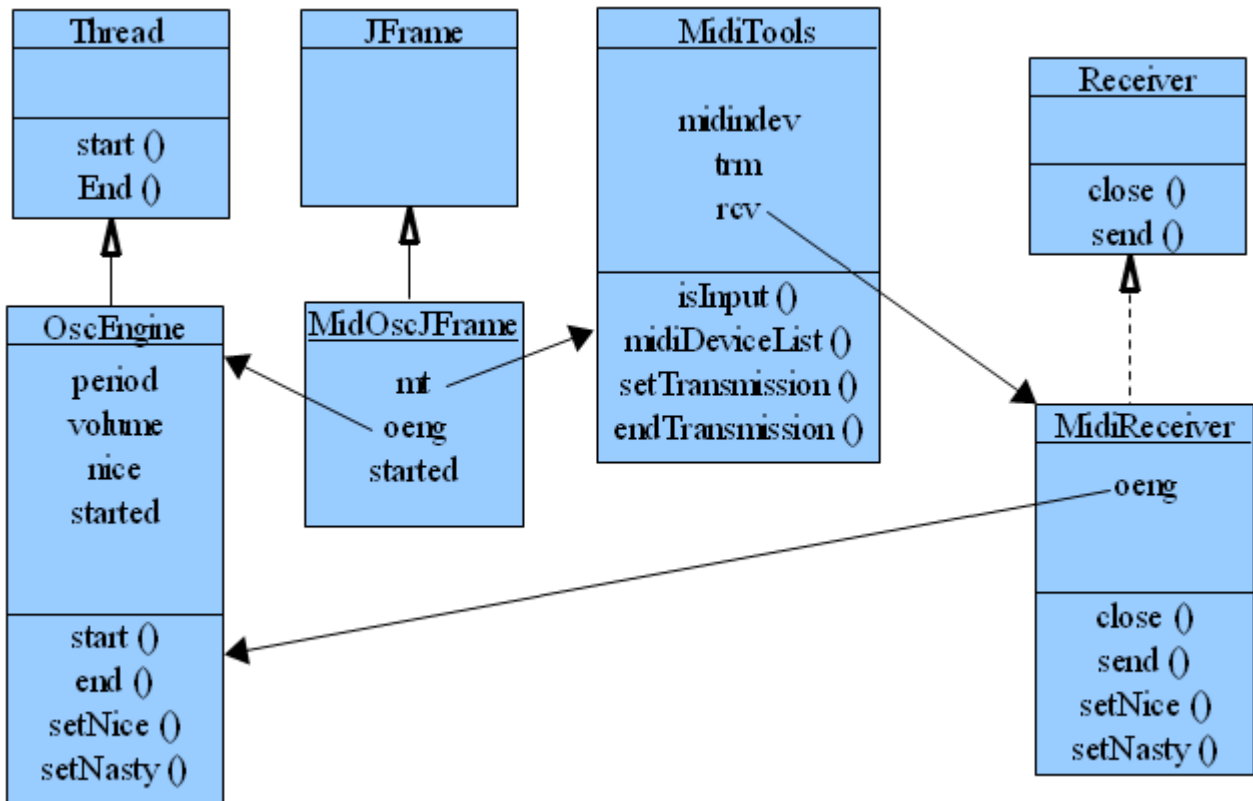 Thread
start ()
End ()
JFrame
MidiTools
midindev
trm
rcv
isInput ()
midiDeviceList ()
setTransmission ()
endTransmission ()
Receiver
close ()
send ()
OscEngine
period
volume
nice
started
start ()
end ()
setNice ()
setNasty ()
MidOscJFrame
mt
oeng
started
MidiReceiver
oeng
close ()
send ()
setNice ()
setNasty ()